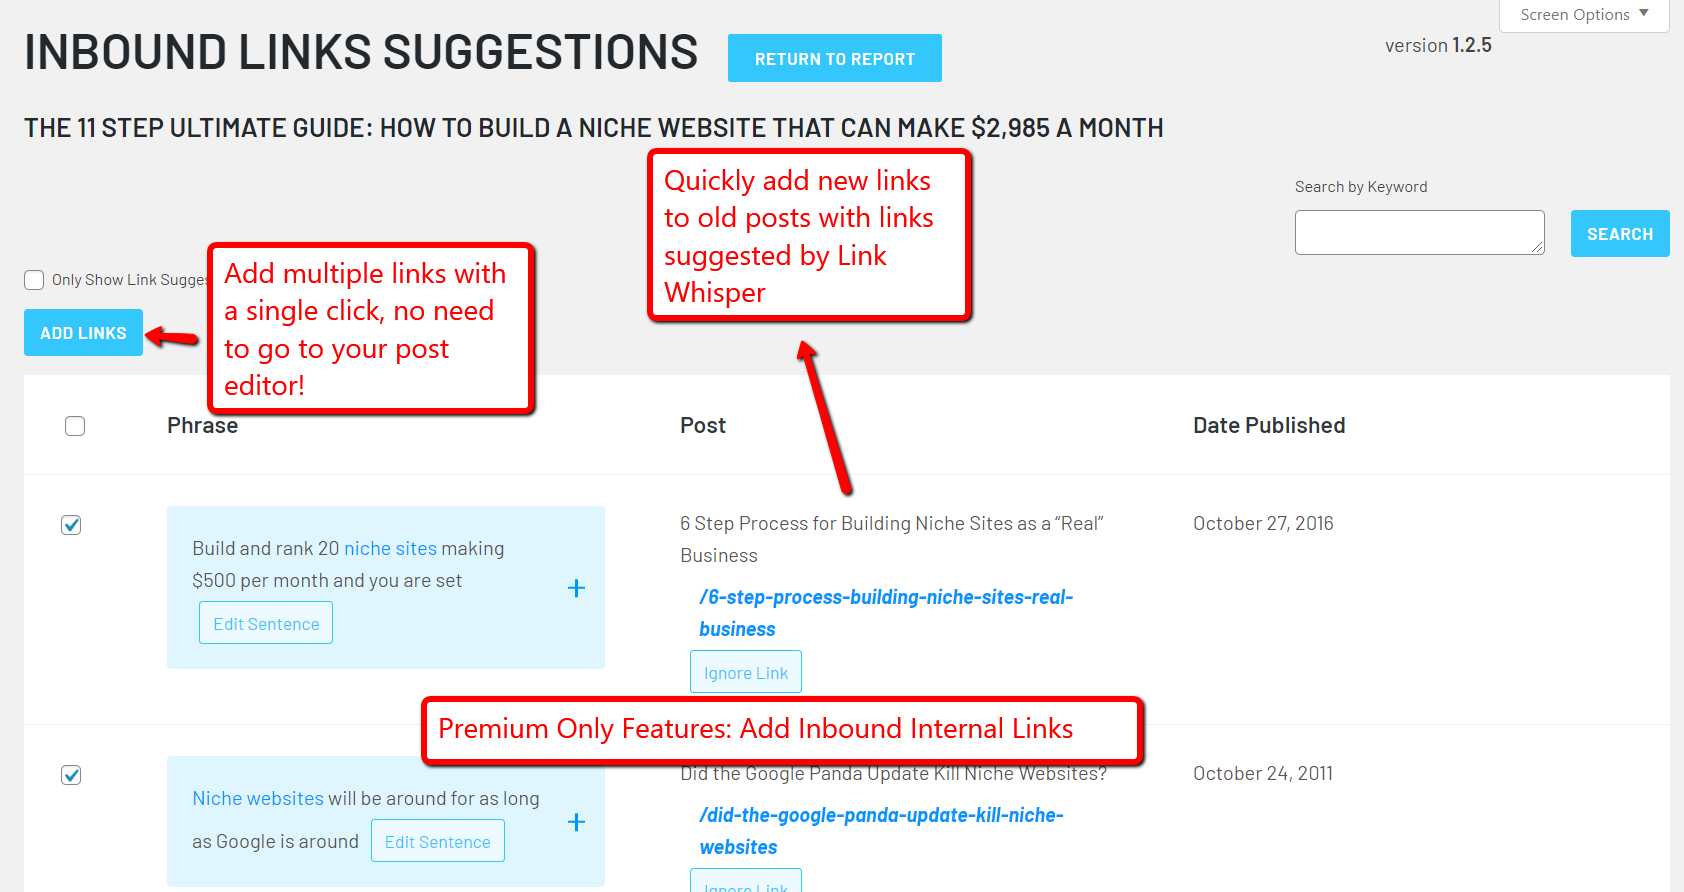 Screen Options
INBOUND LINKS SUGGESTIONS
RETURN TO REPORT
version 1.2.5
THE 11 STEP ULTIMATE GUIDE: HOW TO BUILD A NICHE WEBSITE THAT CAN MAKE $2,985 A MONTH
Quickly add new links
to old posts with links
suggested by Link
Whisper
Search by Keyword
SEARCH
Only Show Link
Add multiple links with
a single click, no need
to go to your post
editor!
ADD LINKS
Phrase
Post
Date Published
Build and rank 20 niche sites making
$500 per month and you are set
Edit Sentence
+
6 Step Process for Building Niche Sites as a “Real”
Business
/6-step-process-building-niche-sites-real-
business
Ignore Link
October 27, 2016
Premium Only Features: Add Inbound Internal Links
Niche websites will be around for as long
as Google is around
Edit Sentence
+
Did the Google Panda Update Kill Niche Websites?
/did-the-google-panda-update-kill-niche-
websites
Ignore Link
October 24, 2011